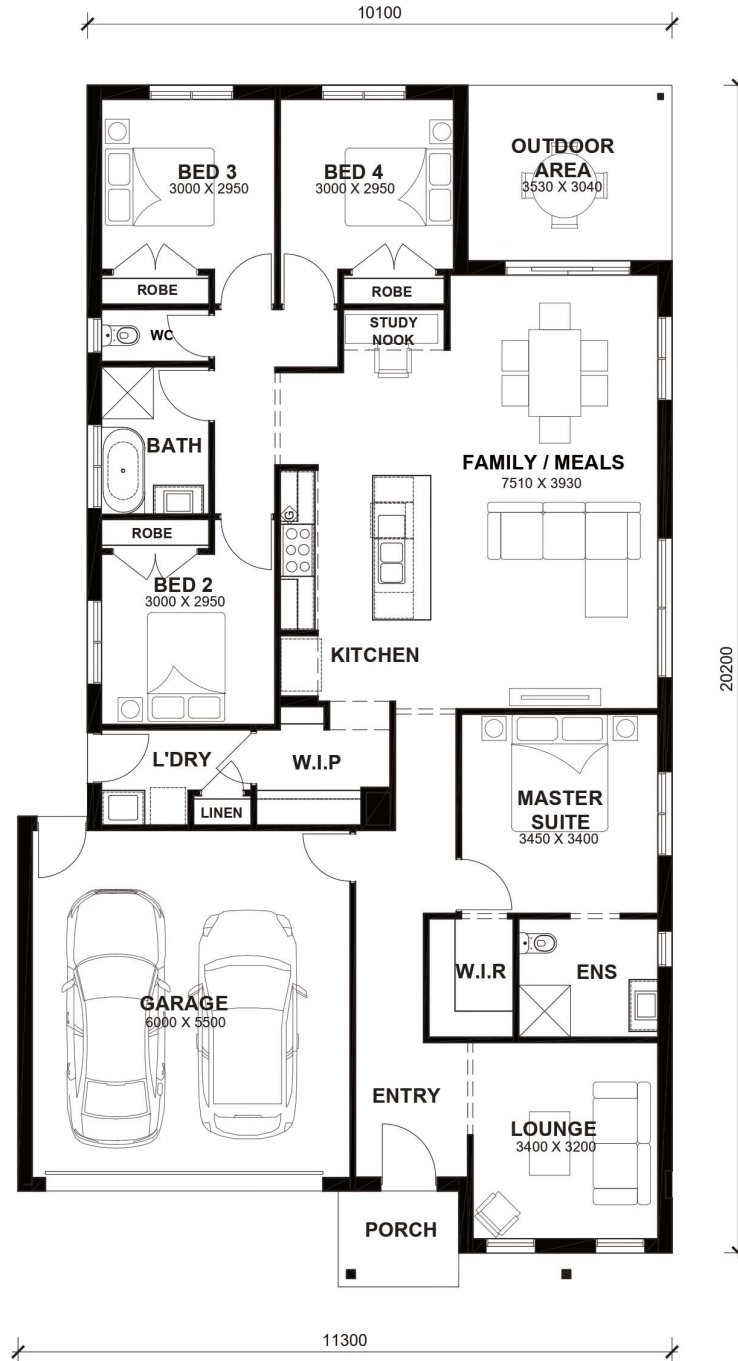 10100
BED 3
3000 X 2950
BED 4
3000 X 2950
OUTDOOR
AREA
3530 X 3040
ROBE
ROBE
WC
STUDY
NOOK
BATH
FAMILY / MEALS
7510 X 3930
G
ROBE
BED 2
3000 X 2950
KITCHEN
20200
L'DRY
W.I.P
LINEN
MASTER
SUITE
3450 X 3400
W.I.R
ENS
GARAGE
6000 X 5500
ENTRY
LOUNGE
3400 X 3200
PORCH
11300